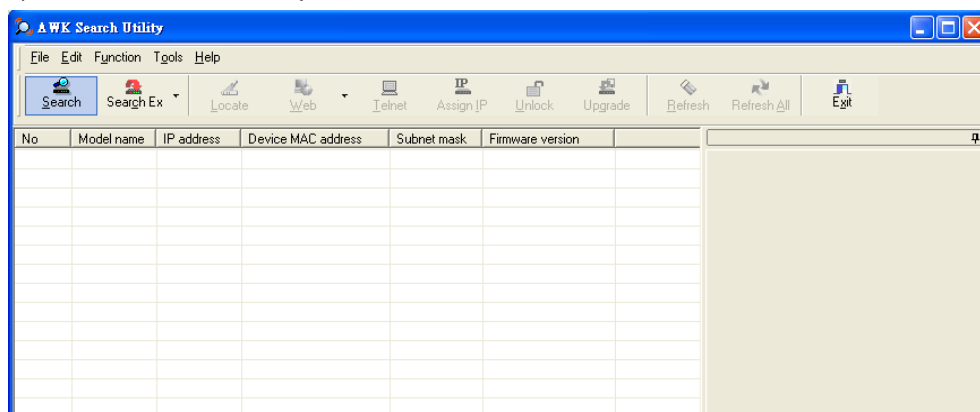 AWK Search Utility
File Edit Function Tools Help
Search Search Ex Locate Web Telnet Assign IP Unlock Upgrade Refresh Refresh All Exit
No Model name IP address Device MAC address Subnet mask Firmware version